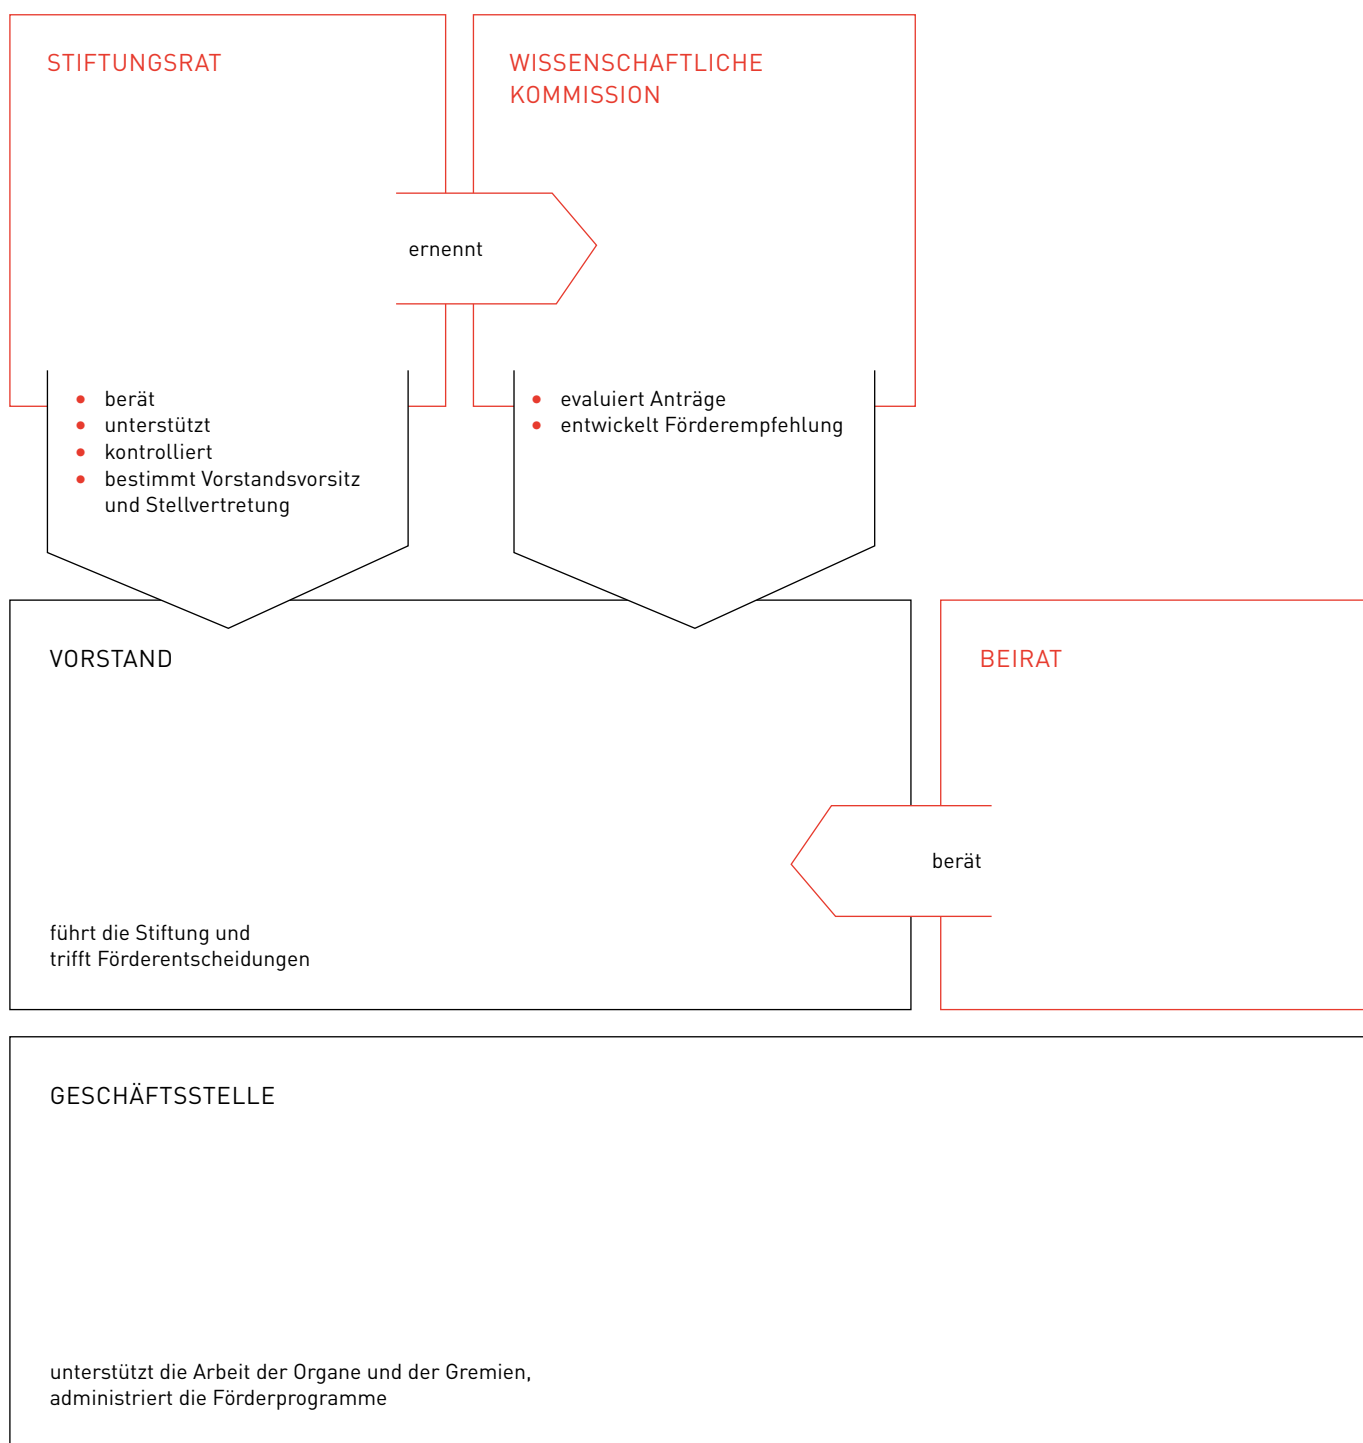 STIFTUNGSRAT
WISSENSCHAFTLICHE
KOMMISSION
ernennt
• berät
• unterstützt
• kontrolliert
• bestimmt Vorstandsvorsitz
und Stellvertretung
• evaluiert Anträge
• entwickelt Förderempfehlung
VORSTAND
führt die Stiftung und
trifft Förderentscheidungen
BEIRAT
berät
GESCHÄFTSSTELLE
unterstützt die Arbeit der Organe und der Gremien,
administriert die Förderprogramme